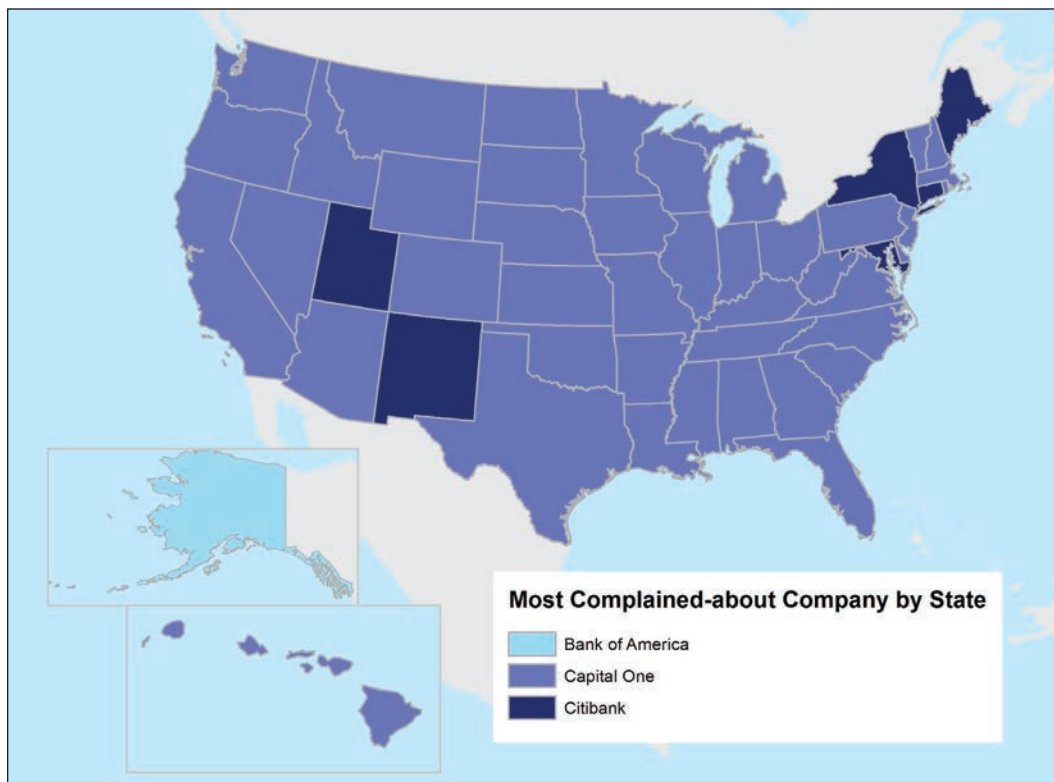 Most Complained-about Company by State
Bank of America
Capital One
Citibank